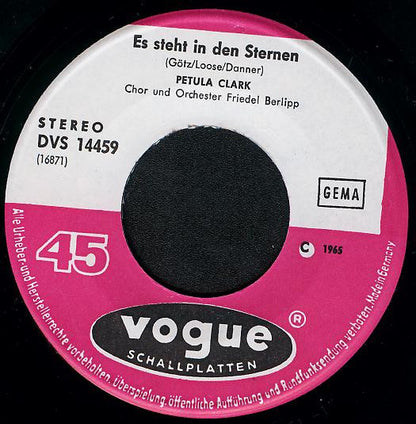 Es steht in den Sternen
(Götz/Loose/Danner)
PETULA CLARK
Chor und Orchester Friedel Berlipp
STEREO
DVS 14459
(16871)
GEMA
45
C 1965
vogue ®
SCHALLPLATTEN
Alle Urheber- und Herstellerrechte vorbehalten. Überspielung, öffentliche Aufführung und Rundfunksendung verboten. Made in Germany